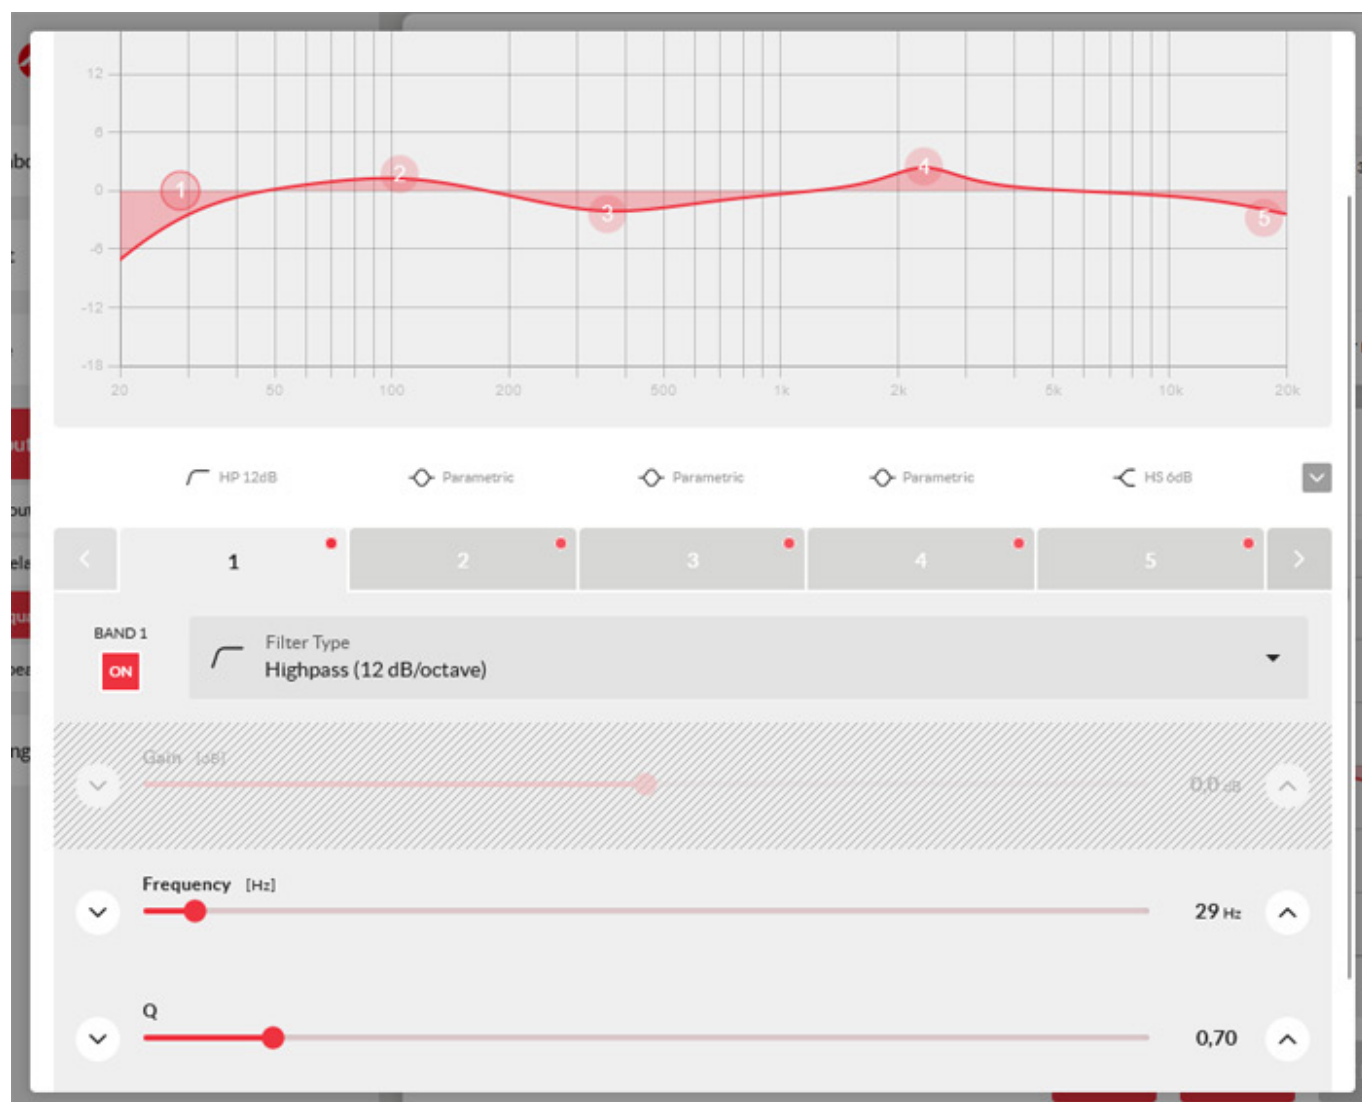 12
6
0
-6
-12
-18
1
2
3
4
5
20 50 100 200 500 1k 2k 5k 10k 20k
HP 12dB Parametric Parametric Parametric HS 6dB
1 2 3 4 5
BAND 1
ON
Filter Type
Highpass (12 dB/octave)
Gain [dB]
0,0 dB
Frequency [Hz]
29 Hz
Q
0,70